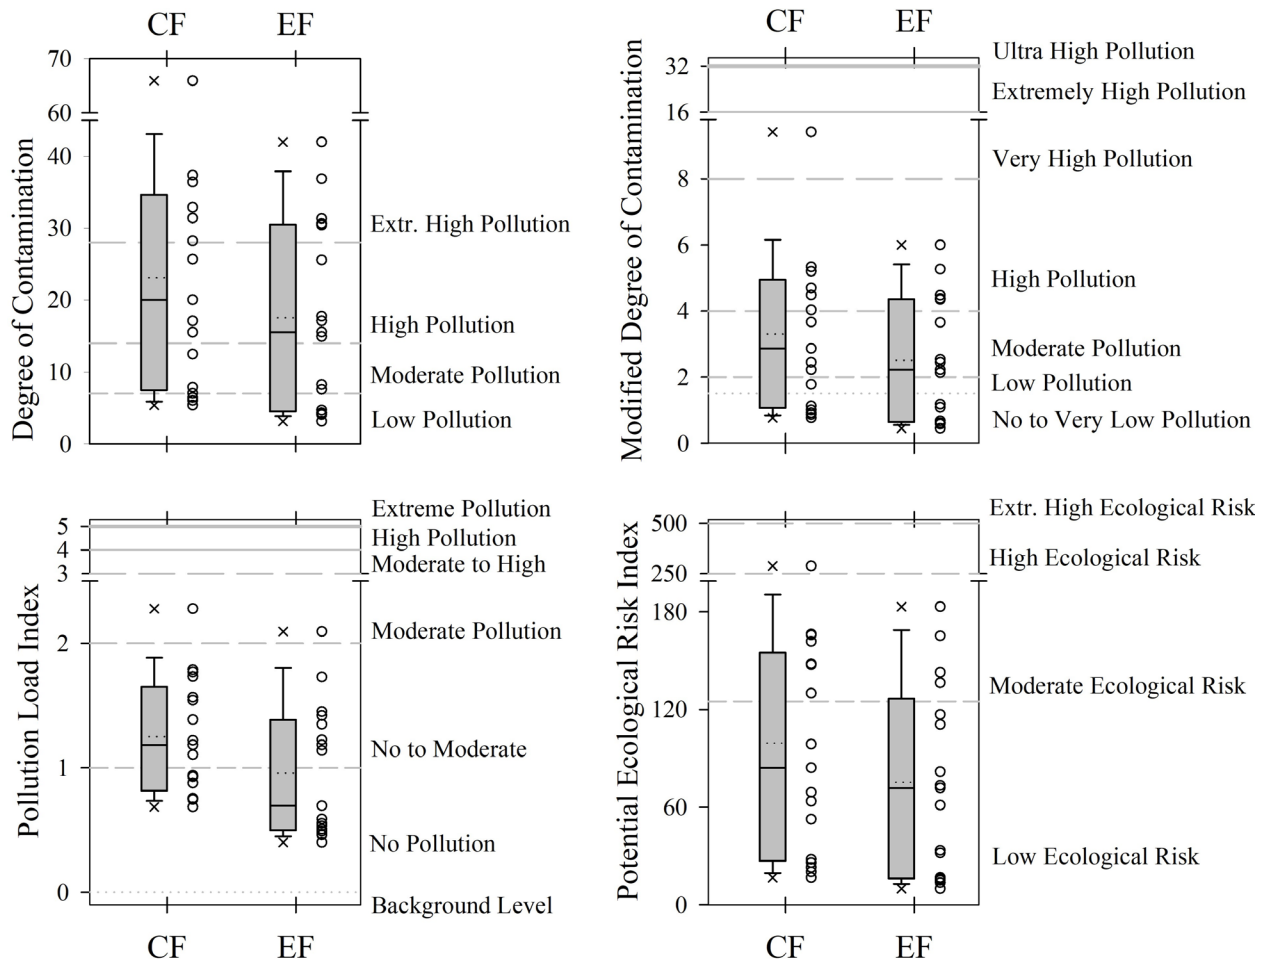 CF EF
CF EF
Degree of Contamination
70
60
40
30
20
10
0
Extr. High Pollution
High Pollution
Moderate Pollution
Low Pollution
Modified Degree of Contamination
32
16
8
6
4
2
0
Ultra High Pollution
Extremely High Pollution
Very High Pollution
High Pollution
Moderate Pollution
Low Pollution
No to Very Low Pollution
Pollution Load Index
5
4
3
2
1
0
Extreme Pollution
High Pollution
Moderate to High
Moderate Pollution
No to Moderate
No Pollution
Background Level
CF EF
Potential Ecological Risk Index
500
250
180
120
60
0
Extr. High Ecological Risk
High Ecological Risk
Moderate Ecological Risk
Low Ecological Risk
CF EF